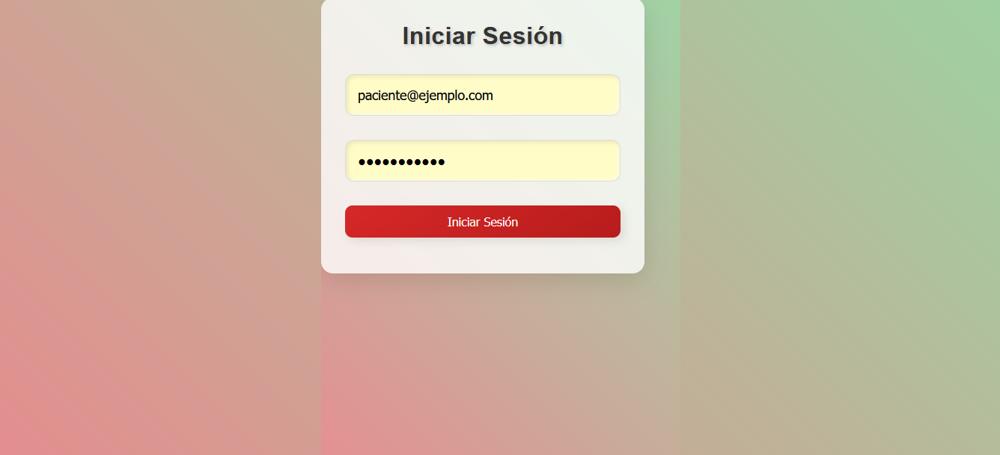 Iniciar Sesión
paciente@ejemplo.com
•••••••••••
Iniciar Sesión